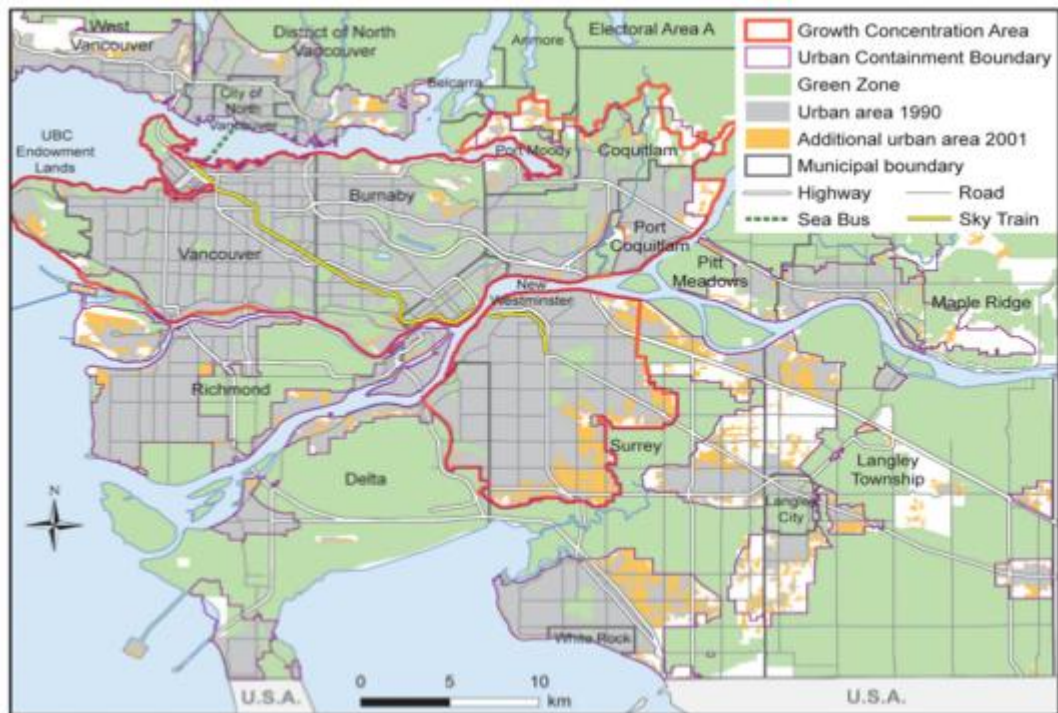 West
Vancouver
District of North
Vancouver
Anmore
Electoral Area A
Belcarra
City of
North
Vancouver
UBC
Endowment
Lands
Port Moody
Coquitlam
Burnaby
Port
Coquitlam
Vancouver
Pitt
Meadows
New
Westminster
Maple Ridge
Richmond
Surrey
Delta
Langley
Township
Langley
City
White Rock
N
0 5 10
km
U.S.A.
U.S.A.
Growth Concentration Area
Urban Containment Boundary
Green Zone
Urban area 1990
Additional urban area 2001
Municipal boundary
Highway
Road
Sea Bus
Sky Train